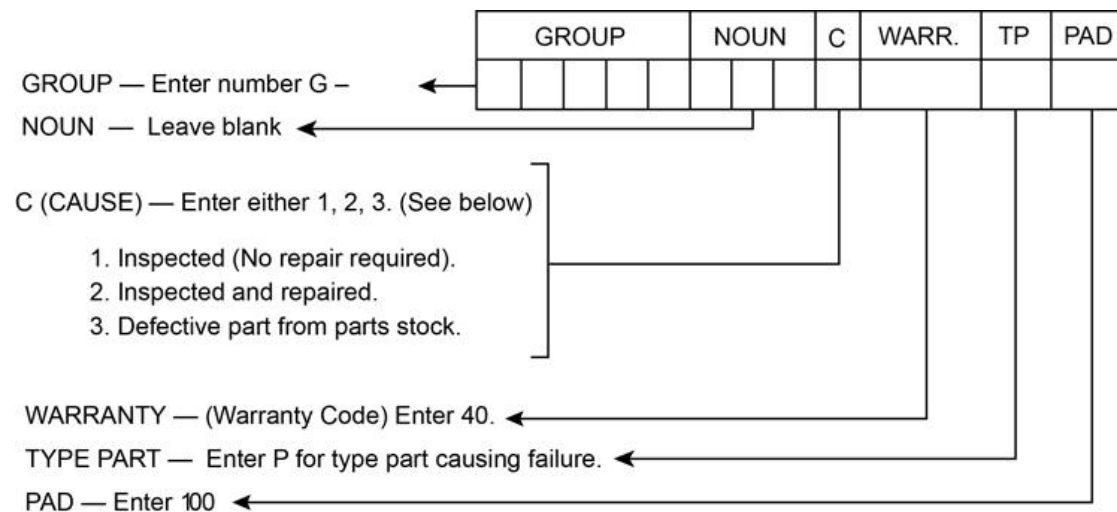 GROUP NOUN C WARR. TP PAD
GROUP — Enter number G –
NOUN — Leave blank
C (CAUSE) — Enter either 1, 2, 3. (See below)
1. Inspected (No repair required).
2. Inspected and repaired.
3. Defective part from parts stock.
WARRANTY — (Warranty Code) Enter 40.
TYPE PART — Enter P for type part causing failure.
PAD — Enter 100